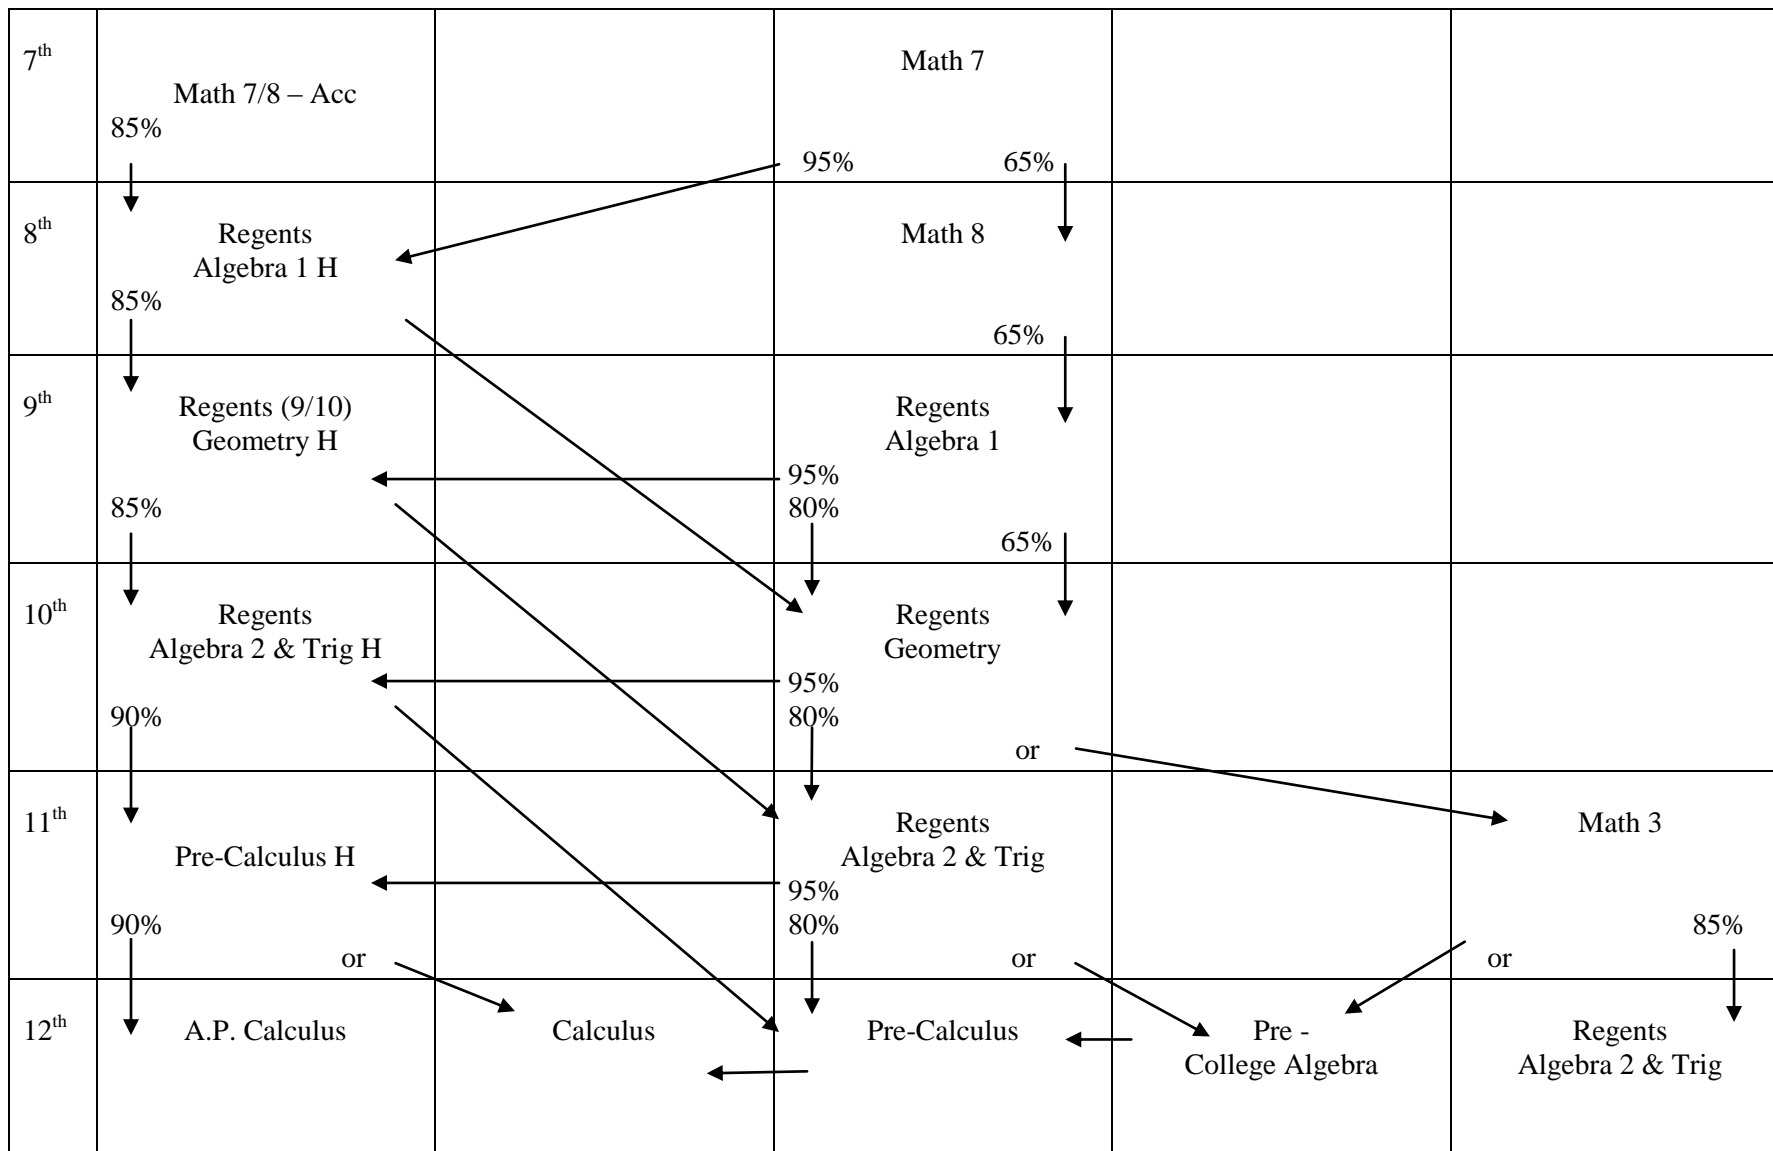 7th
Math 7
Math 7/8 – Acc
85%
95%
65%
8th
Regents
Algebra 1 H
Math 8
85%
65%
9th
Regents (9/10)
Geometry H
Regents
Algebra 1
95%
85%
80%
65%
10th
Regents
Algebra 2 & Trig H
Regents
Geometry
95%
90%
80%
or
11th
Pre-Calculus H
Regents
Algebra 2 & Trig
Math 3
95%
90%
80%
85%
or
or
or
12th
A.P. Calculus
Calculus
Pre-Calculus
Pre -
College Algebra
Regents
Algebra 2 & Trig